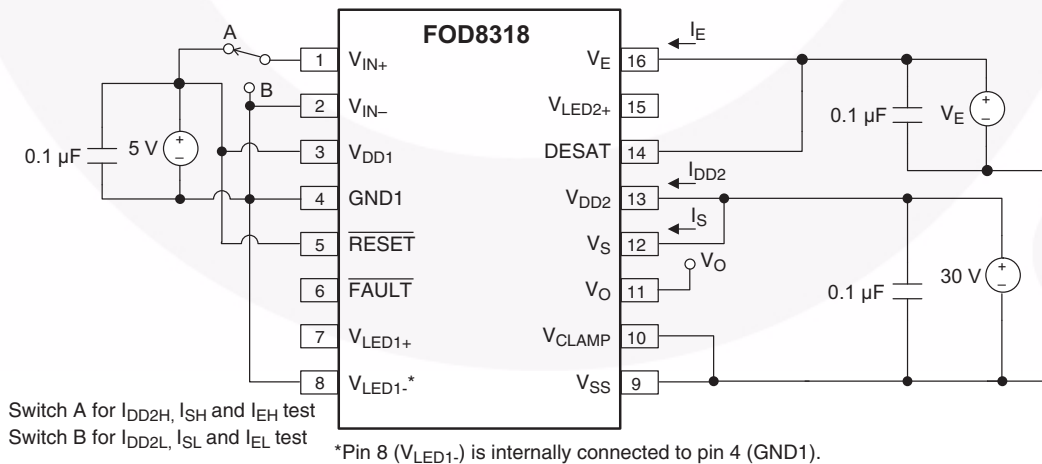 FOD8318
A
B
1 V_IN+
2 V_IN–
3 V_DD1
4 GND1
5 RESET
6 FAULT
7 V_LED1+
8 V_LED1-*
V_E 16
V_LED2+ 15
DESAT 14
V_DD2 13
V_S 12
V_O 11
V_CLAMP 10
V_SS 9
0.1 µF
5 V
+
–
I_E
I_DD2
I_S
V_O
0.1 µF
V_E
+
–
0.1 µF
30 V
+
–
Switch A for I_DD2H, I_SH and I_EH test
Switch B for I_DD2L, I_SL and I_EL test
*Pin 8 (V_LED1-) is internally connected to pin 4 (GND1).